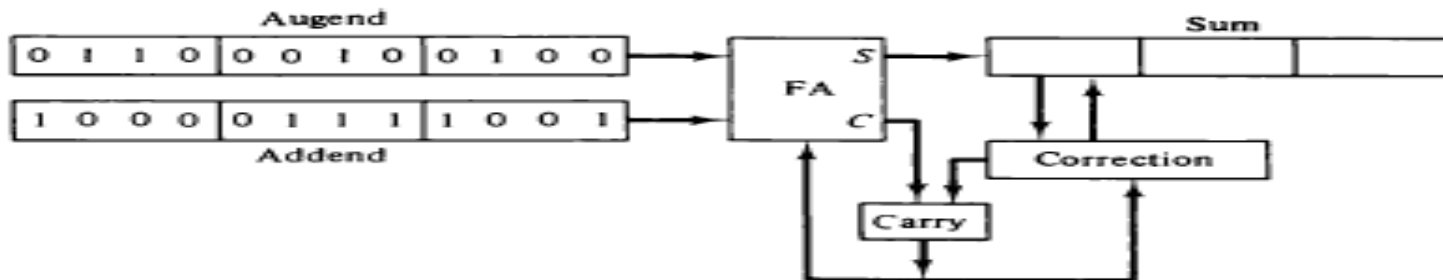 Augend
0 1 1 0 0 0 1 0 0 1 0 0
Sum
S
FA
C
1 0 0 0 0 1 1 1 1 0 0 1
Addend
Correction
Carry